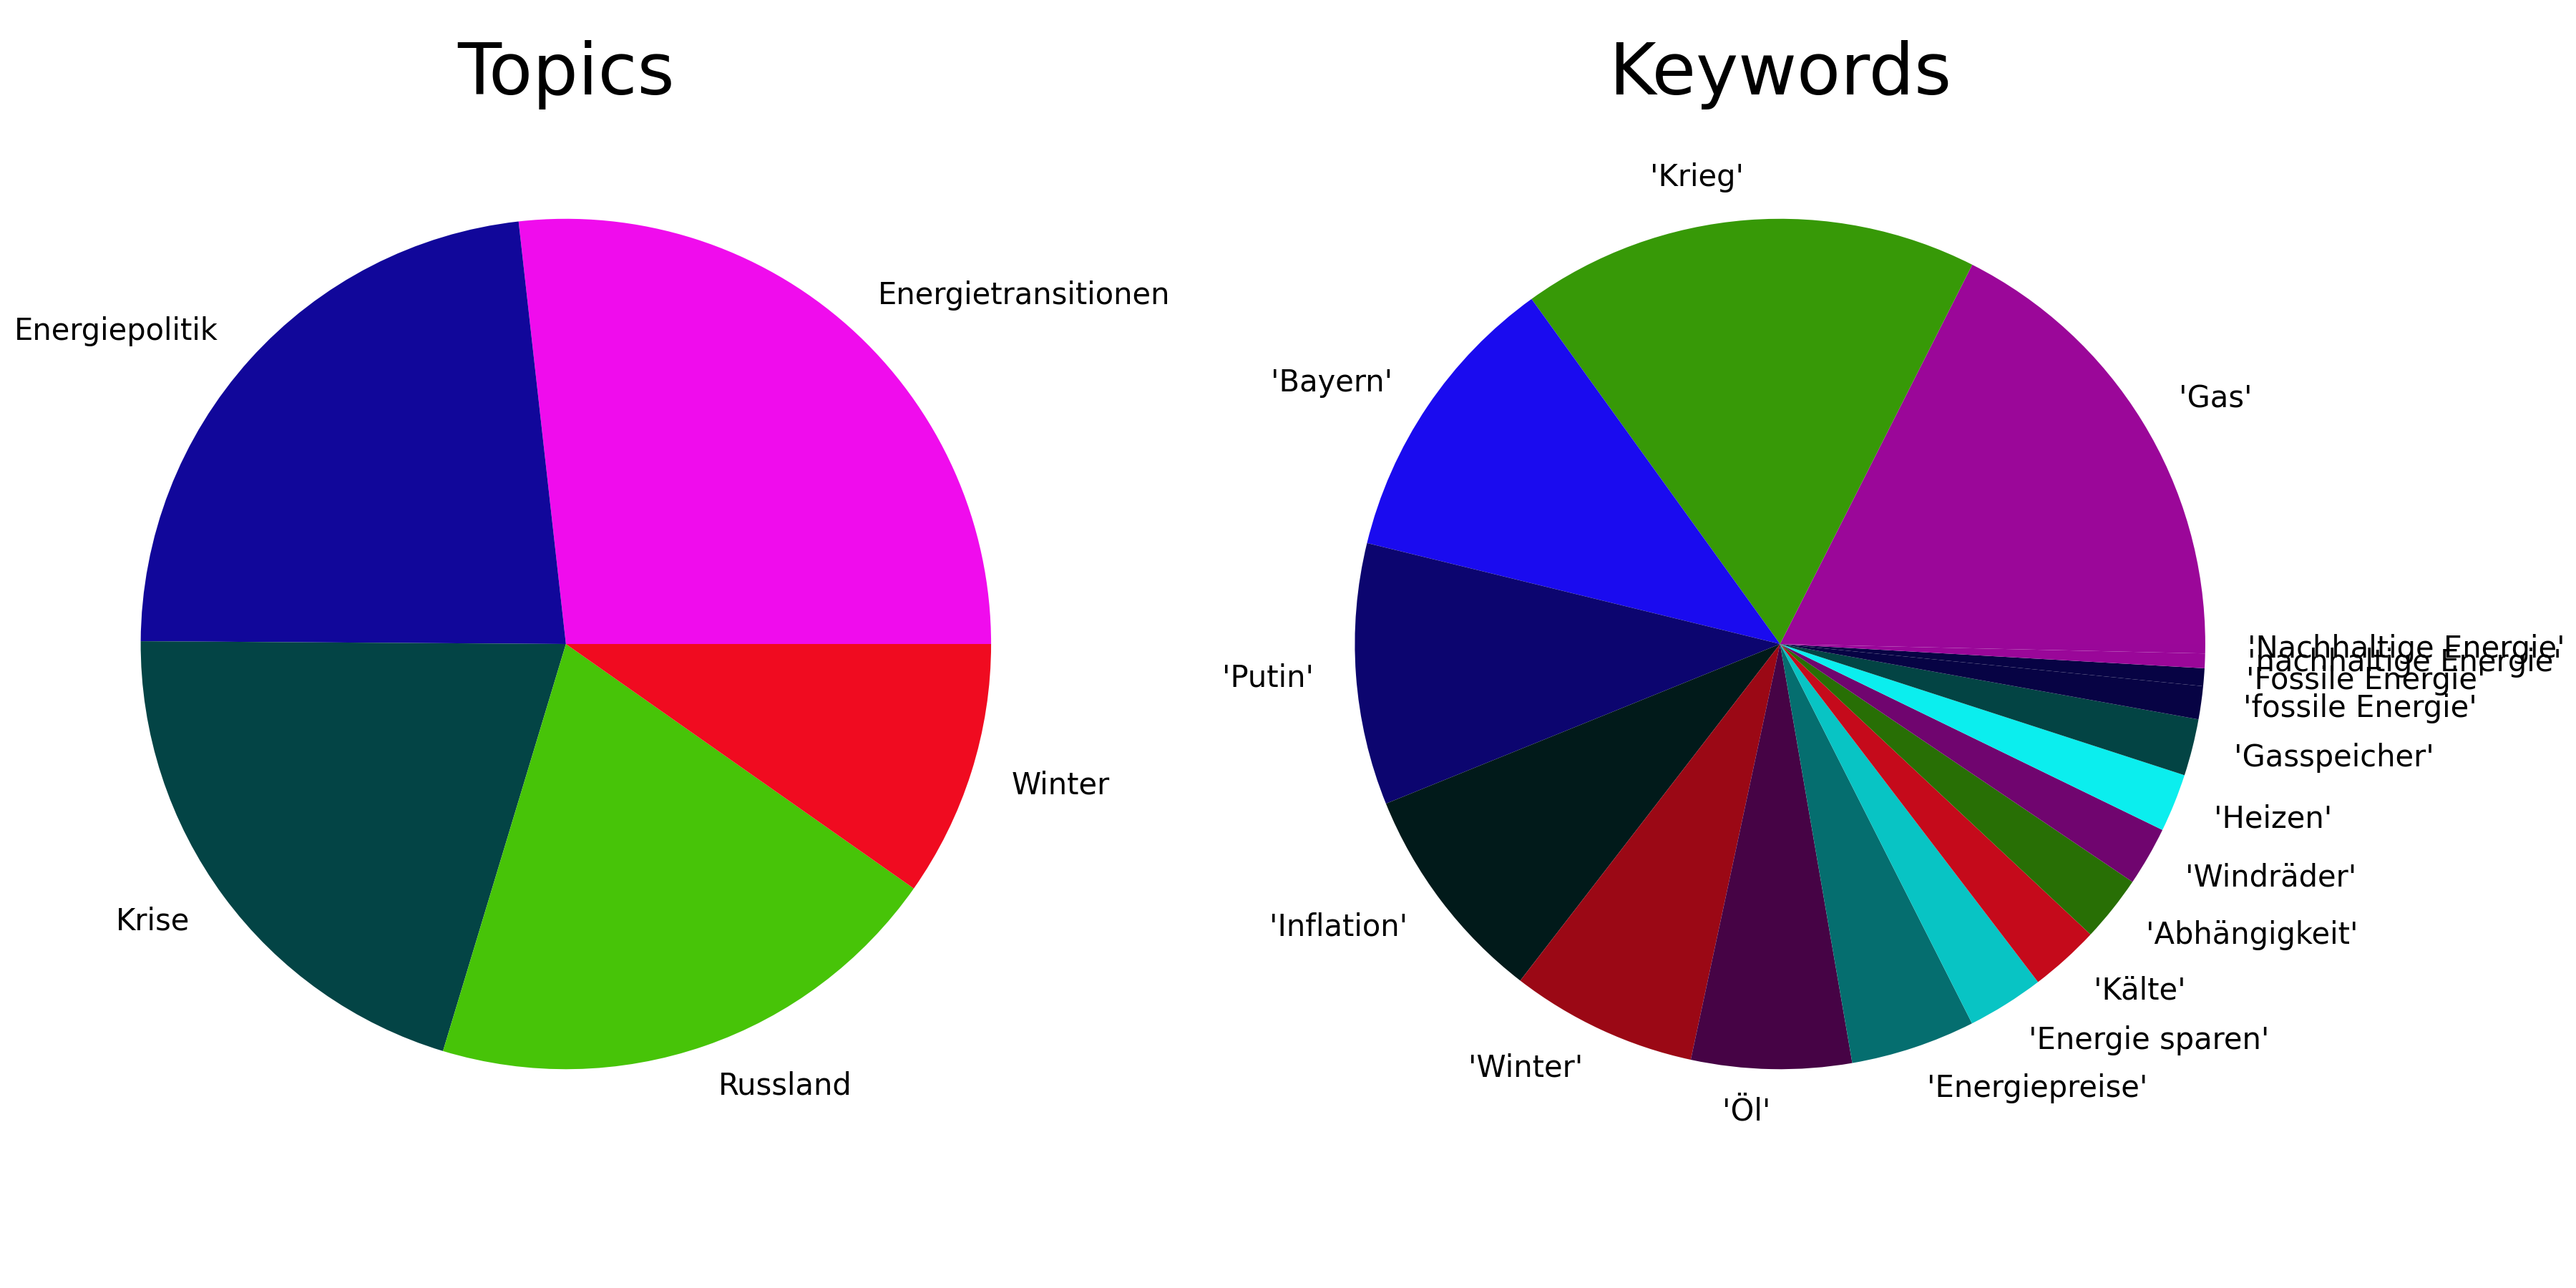 Topics
Energietransitionen
Energiepolitik
Krise
Russland
Winter
Keywords
'Gas'
'Krieg'
'Bayern'
'Putin'
'Inflation'
'Winter'
'Öl'
'Energiepreise'
'Energie sparen'
'Kälte'
'Abhängigkeit'
'Windräder'
'Heizen'
'Gasspeicher'
'fossile Energie'
'Fossile Energie'
'nachhaltige Energie'
'Nachhaltige Energie'